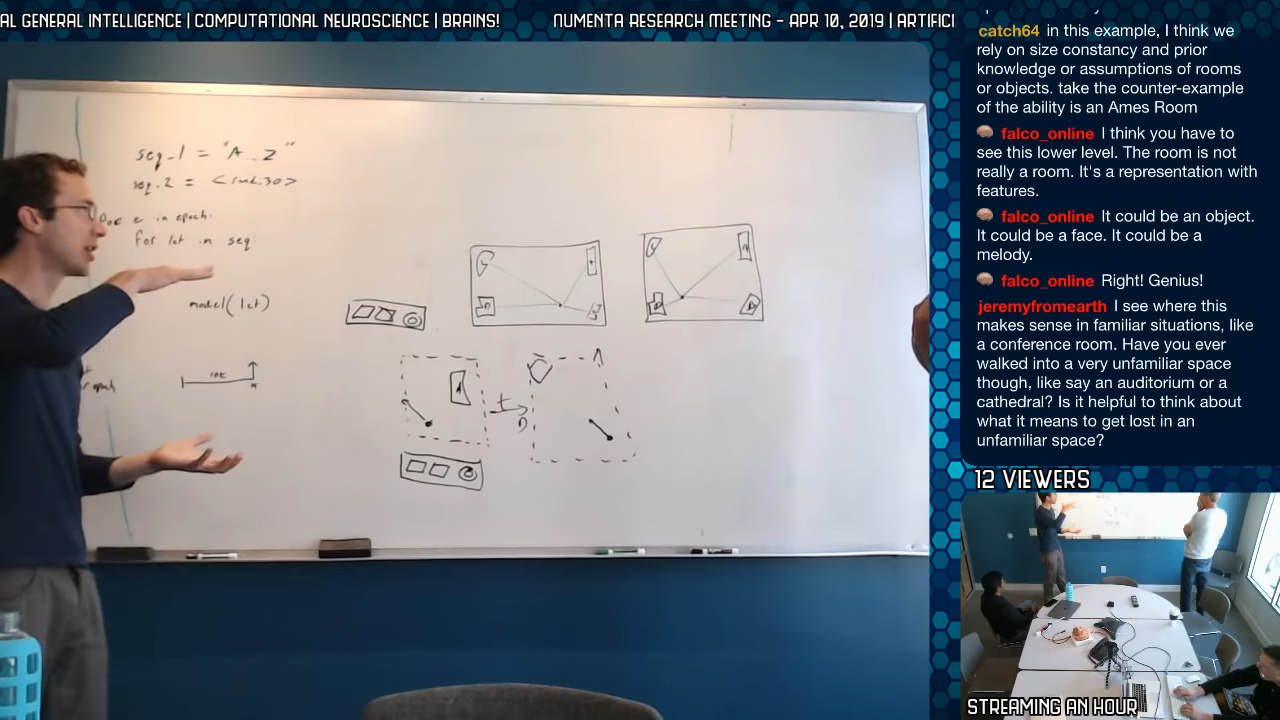 AL GENERAL INTELLIGENCE | COMPUTATIONAL NEUROSCIENCE | BRAINS!
NUMENTA RESEARCH MEETING - APR 10, 2019 | ARTIFICI
seq_1 = "A..Z"
seq_2 =
e in epoch:
for let in seq:
model(let)
catch64 in this example, I think we
rely on size constancy and prior
knowledge or assumptions of rooms
or objects. take the counter-example
of the ability is an Ames Room
falco_online I think you have to
see this lower level. The room is not
really a room. It's a representation with
features.
falco_online It could be an object.
It could be a face. It could be a
melody.
falco_online Right! Genius!
jeremyfromearth I see where this
makes sense in familiar situations, like
a conference room. Have you ever
walked into a very unfamiliar space
though, like say an auditorium or a
cathedral? Is it helpful to think about
what it means to get lost in an
unfamiliar space?
12 VIEWERS
STREAMING AN HOUR